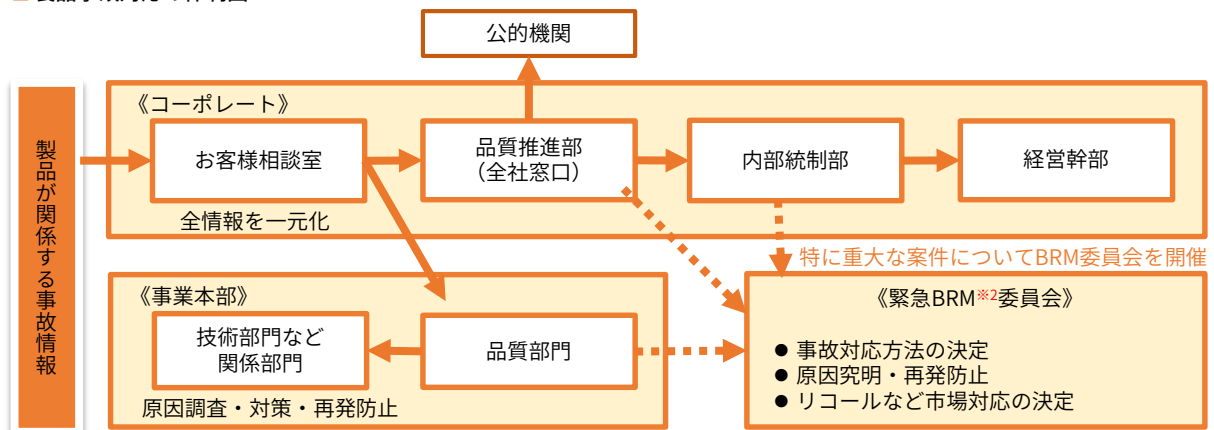 公的機関
《コーポレート》
製品が関係する事故情報
お客様相談室
品質推進部
（全社窓口）
内部統制部
経営幹部
全情報を一元化
特に重大な案件についてBRM委員会を開催
《事業本部》
技術部門など
関係部門
品質部門
原因調査・対策・再発防止
《緊急BRM※2委員会》
● 事故対応方法の決定
● 原因究明・再発防止
● リコールなど市場対応の決定